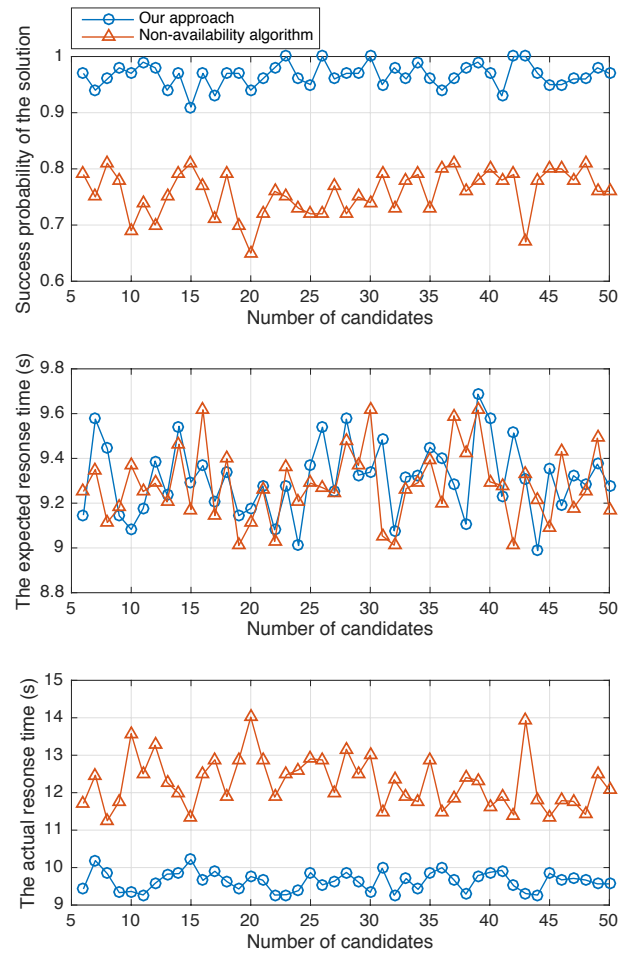 Our approach
Non-availability algorithm
Success probability of the solution
1
0.9
0.8
0.7
0.6
5 10 15 20 25 30 35 40 45 50
Number of candidates
The expected response time (s)
9.8
9.6
9.4
9.2
9
8.8
5 10 15 20 25 30 35 40 45 50
Number of candidates
The actual resonse time (s)
15
14
13
12
11
10
9
5 10 15 20 25 30 35 40 45 50
Number of candidates